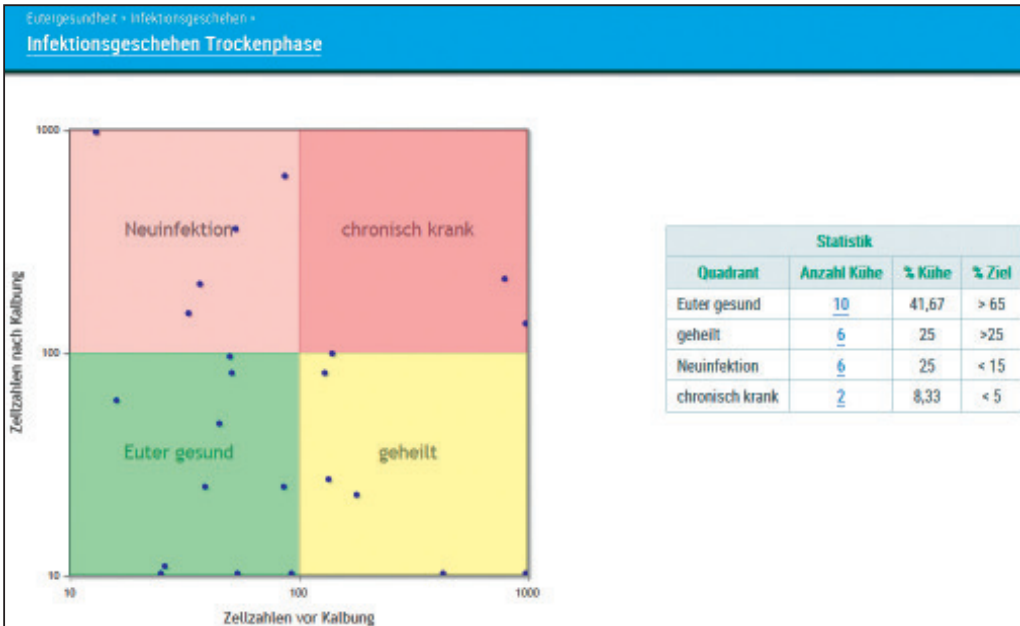 Eutergesundheit • Infektionsgeschehen •
Infektionsgeschehen Trockenphase
Zellzahlen nach Kalbung
1000
100
10
Neuinfektion
chronisch krank
Euter gesund
geheilt
10
100
1000
Zellzahlen vor Kalbung
Statistik
Quadrant Anzahl Kühe % Kühe % Ziel
Euter gesund 10 41,67 > 65
geheilt 6 25 >25
Neuinfektion 6 25 < 15
chronisch krank 2 8,33 < 5